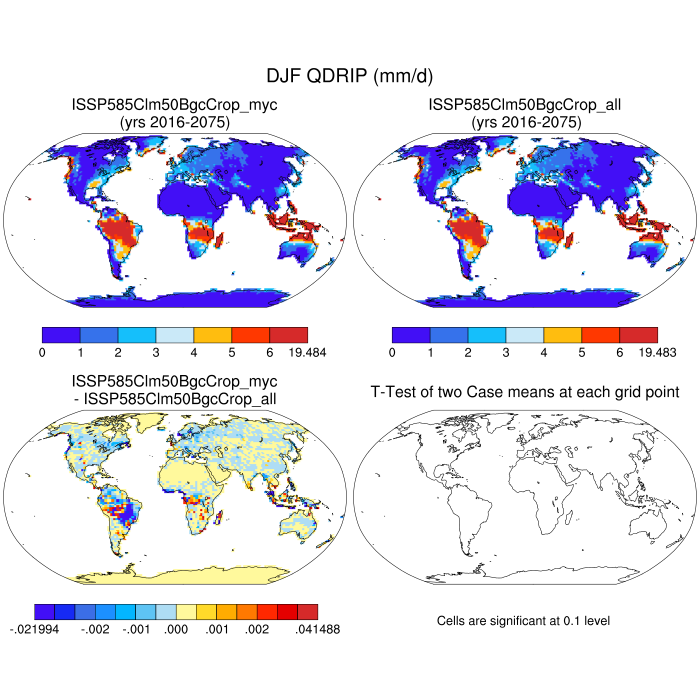 DJF QDRIP (mm/d)
ISSP585Clm50BgcCrop_myc
(yrs 2016-2075)
ISSP585Clm50BgcCrop_all
(yrs 2016-2075)
0 1 2 3 4 5 6 19.484
0 1 2 3 4 5 6 19.483
ISSP585Clm50BgcCrop_myc
- ISSP585Clm50BgcCrop_all
T-Test of two Case means at each grid point
-.021994 -.002 -.001 .000 .001 .002 .041488
Cells are significant at 0.1 level